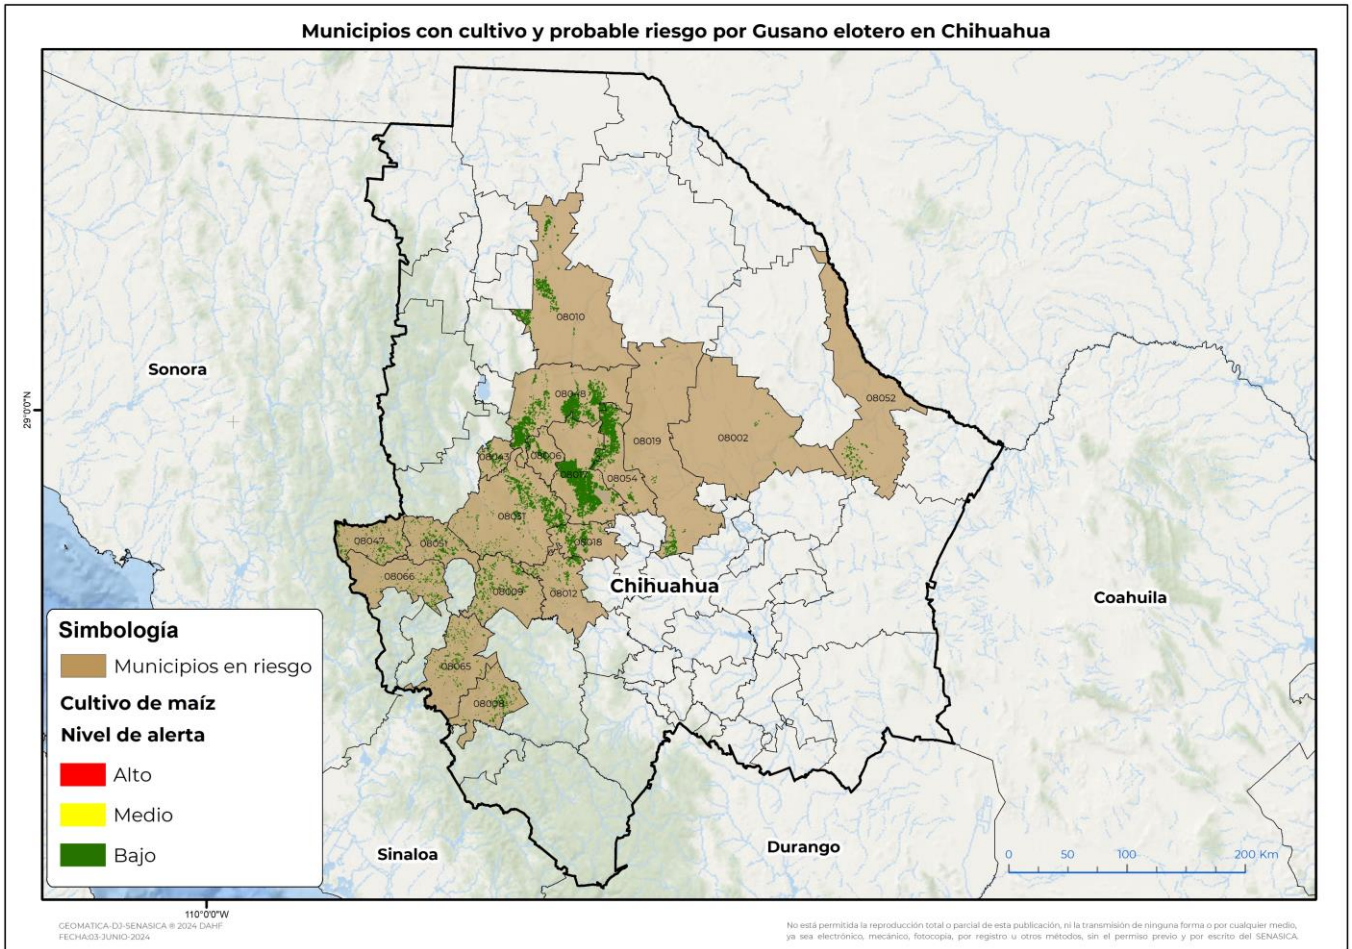 Municipios con cultivo y probable riesgo por Gusano elotero en Chihuahua
08010
Sonora
29°0'0"N
08048
08052
08019
08002
08043
08006
08017
08054
08031
08018
08047
08051
08066
08009
08012
Chihuahua
Coahuila
08065
08008
Simbología
Municipios en riesgo
Cultivo de maíz
Nivel de alerta
Alto
Medio
Bajo
Sinaloa
Durango
0 50 100 200 Km
110°0'0"W
GEOMATICA-DJ-SENASICA ® 2024 DAHF
FECHA:03-JUNIO-2024
No está permitida la reproducción total o parcial de esta publicación, ni la transmisión de ninguna forma o por cualquier medio,
ya sea electrónico, mecánico, fotocopia, por registro u otros métodos, sin el permiso previo y por escrito del SENASICA.